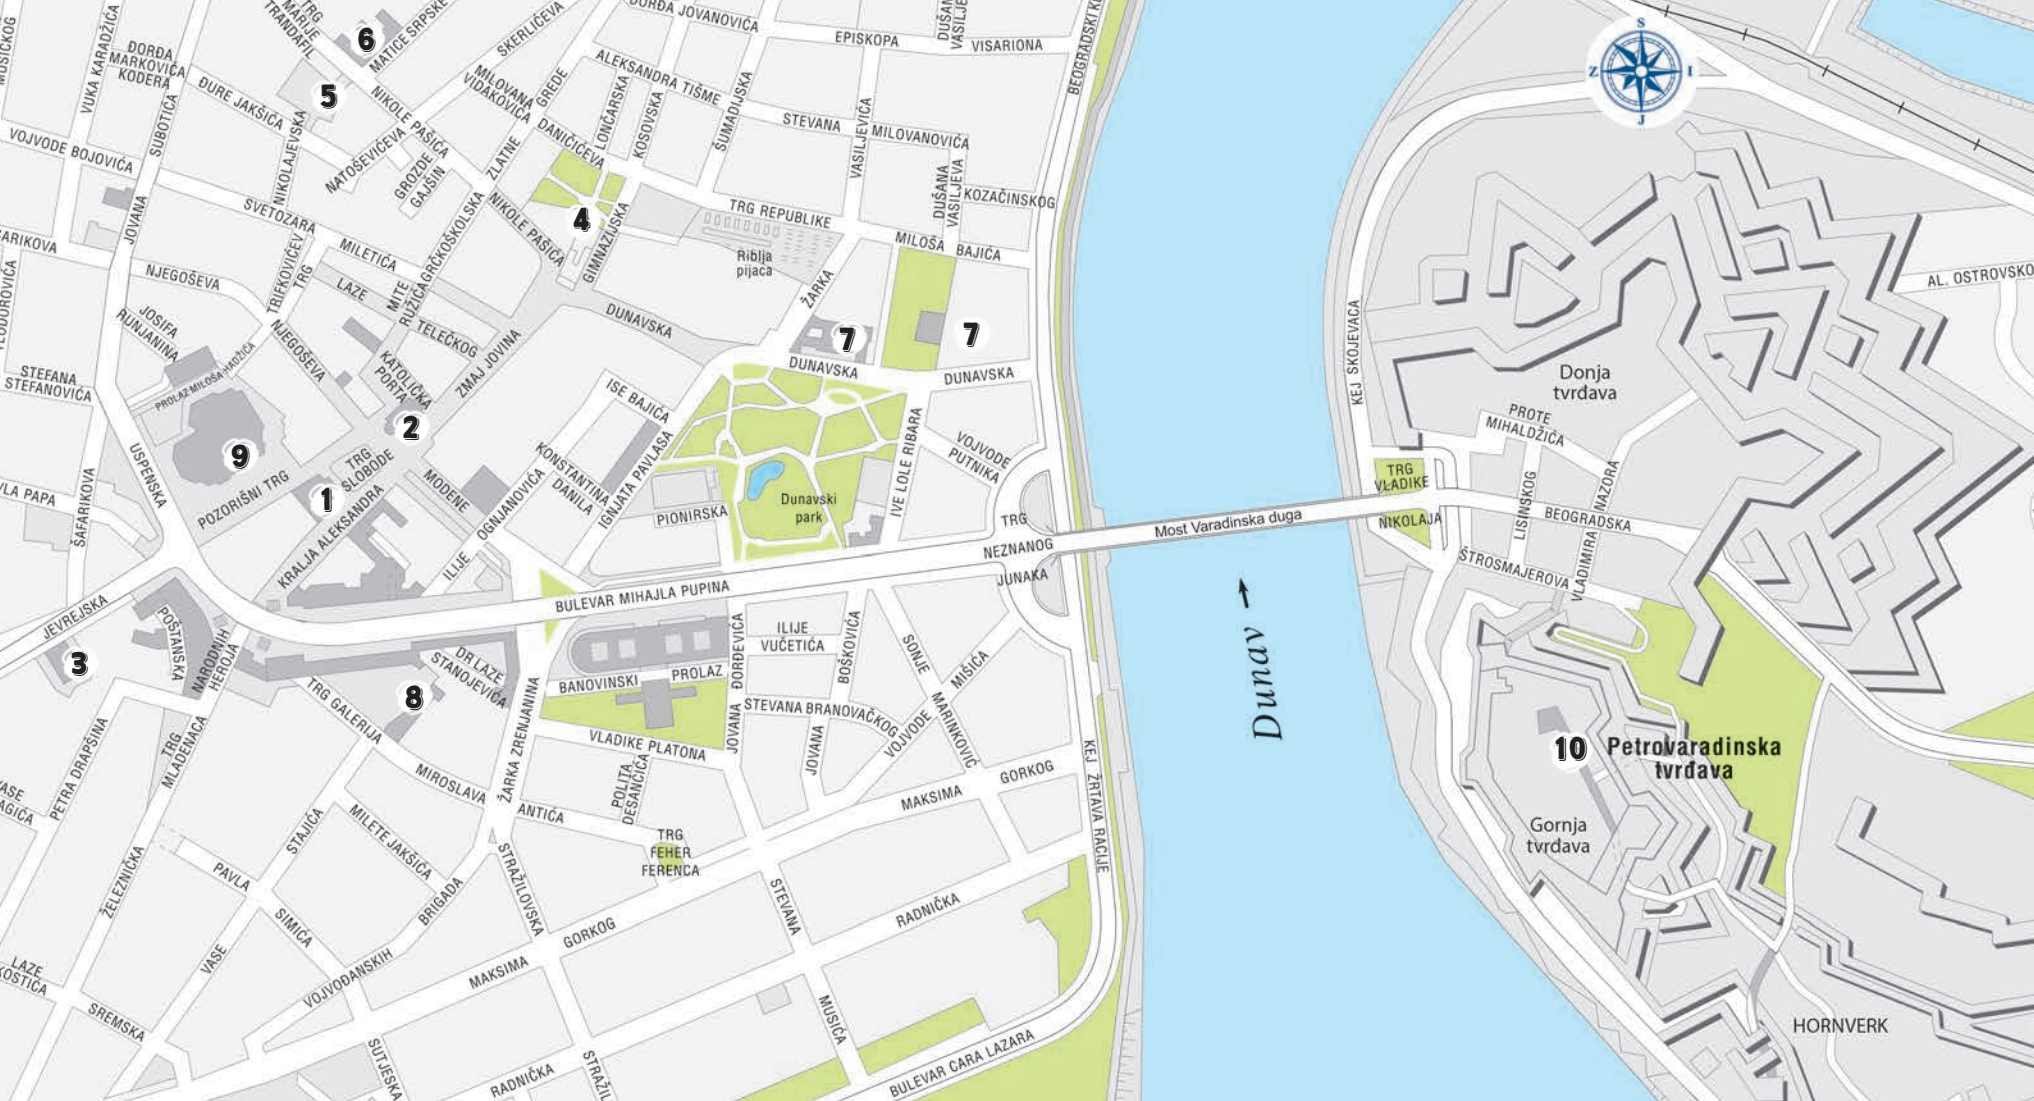 TRG
MARIJE
TRANDAFIL
6
MATICE SRPSKE
SKERLIĆEVA
ĐORĐA JOVANOVIĆA
EPISKOPA
VISARIONA
VUKA KARADŽIĆA
ĐORĐA
MARKOVIĆA
KODERA
5
ĐURE JAKŠIĆA
NIKOLE PAŠIĆA
MILOVANA
VIDAKOVIĆA
ZLATNE GREDE
ALEKSANDRA TIŠME
LONČARSKA
KOSOVSKA
ŠUMADIJSKA
STEVANA
MILOVANOVIĆA
VASILJEVIĆA
DUŠANA
VASILJEVA
KOZAČINSKOG
VOJVODE BOJOVIĆA
JOVANA SUBOTIĆA
NIKOLAJEVSKA
NATOŠEVIĆEVA
GROZDE
GAJŠIN
DANIČIĆEVA
4
NIKOLE PAŠIĆA
GIMNAZIJSKA
TRG REPUBLIKE
Riblja
pijaca
MILOŠA BAJIĆA
SVETOZARA
MILETICA
NJEGOŠEVA
TRIFKOVIĆEV
TRG
LAZE
TELEČKOG
MITE
RUŽIĆA
GRČKOŠKOLSKA
JOSIFA
RUNJANINA
PROLAZ MILOŠA HADŽIĆA
NJEGOŠEVA
KATOLIČKA
PORTA
ZMAJ JOVINA
DUNAVSKA
ŽARKA
7
7
DUNAVSKA
DUNAVSKA
STEFANA
STEFANOVIĆA
2
9
USPENSKA
ŠAFARIKOVA
POZORIŠNI TRG
TRG
SLOBODE
1
KRALJA ALEKSANDRA
MODENE
ISE BAJIĆA
KONSTANTINA
DANILA
IGNJATA PAVLASA
ILIJE OGNJANOVIĆA
PIONIRSKA
Dunavski
park
IVE LOLE RIBARA
VOJVODE
PUTNIKA
TRG
NEZNANOG
JUNAKA
BULEVAR MIHAJLA PUPINA
Most Varadinska duga
Dunav
S
Z
I
J
KEJ SKOJEVACA
Donja
tvrđava
AL. OSTROVSKO
PROTE
MIHALDŽIĆA
TRG
VLADIKE
NIKOLAJA
LISINSKOG
VLADIMIRA NAZORA
BEOGRADSKA
ŠTROSMAJEROVA
10
Petrovaradinska
tvrđava
Gornja
tvrđava
HORNVERK
JEVREJSKA
3
POŠTANSKA
NARODNIH
HEROJA
8
DR LAZE
STANOJEVIĆA
TRG GALERIJA
ŽARKA ZRENJANINA
BANOVINSKI
PROLAZ
VLADIKE PLATONA
JOVANA ĐORĐEVIĆA
ILIJE
VUČETIĆA
JOVANA BOŠKOVIĆA
STEVANA BRANOVAČKOG
SONJE MARINKOVIĆ
VOJVODE MIŠIĆA
KEJ ŽRTAVA RACIJE
PETRA DRAPŠINA
TRG
MLADENACA
MIROSLAVA ANTIĆA
POLITA
DESANČIĆA
MAKSIMA GORKOG
TRG
FEHER
FERENCA
VASE STAJIĆA
MILETE JAKŠIĆA
ŽELEZNIČKA
PAVLA SIMIĆA
VOJVOĐANSKIH BRIGADA
STRAŽILOVSKA
STEVANA MUSIĆA
RADNIČKA
MAKSIMA GORKOG
SREMSKA
SUTJESKA
RADNIČKA
BULEVAR CARA LAZARA